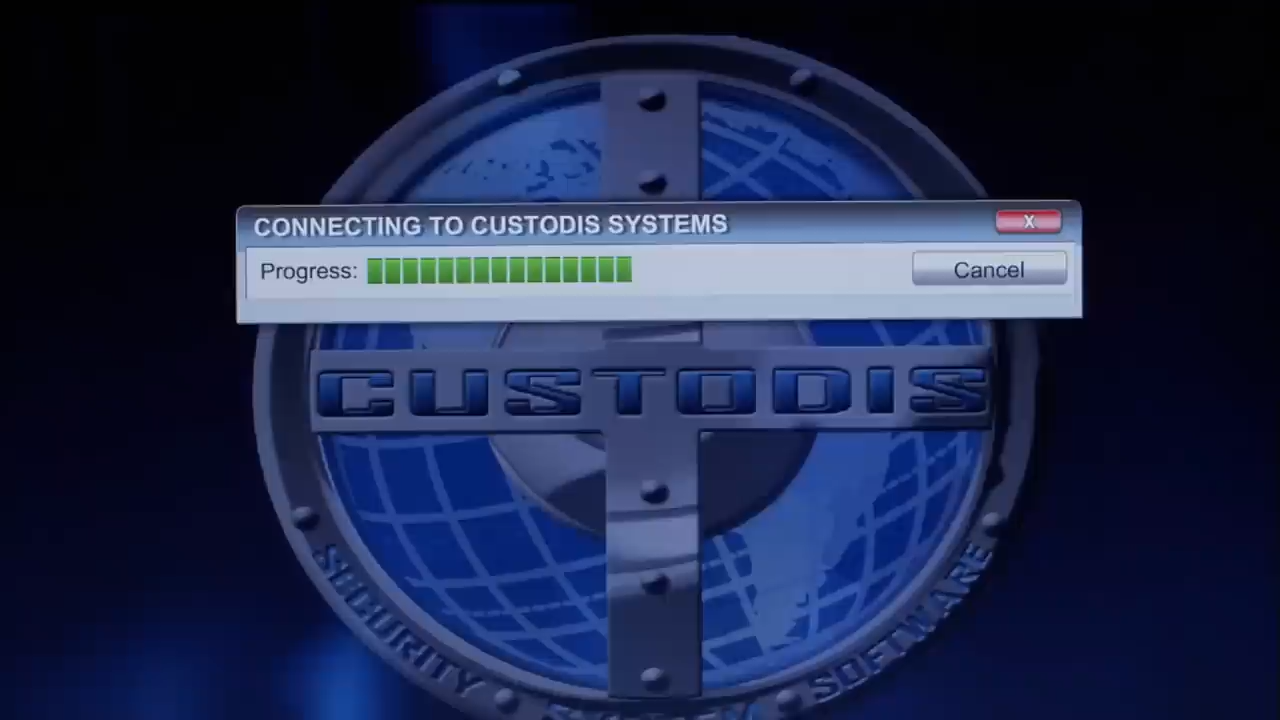 CONNECTING TO CUSTODIS SYSTEMS
X
Progress:
Cancel
CUSTODIS
SECURITY
SOFTWARE